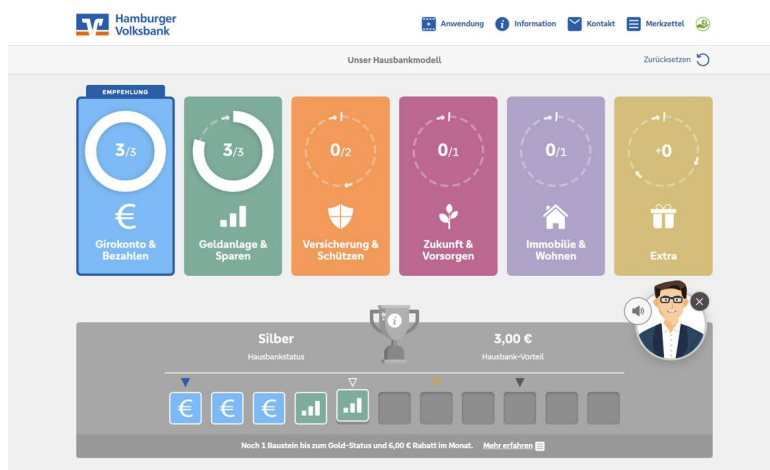 Hamburger
Volksbank
Anwendung
Information
Kontakt
Merkzettel
Unser Hausbankmodell
Zurücksetzen
EMPFEHLUNG
3/3
Girokonto &
Bezahlen
3/3
Geldanlage &
Sparen
0/2
Versicherung &
Schützen
0/1
Zukunft &
Vorsorgen
0/1
Immobilie &
Wohnen
+0
Extra
Silber
Hausbankstatus
3,00 €
Hausbank-Vorteil
Noch 1 Baustein bis zum Gold-Status und 6,00 € Rabatt im Monat. Mehr erfahren